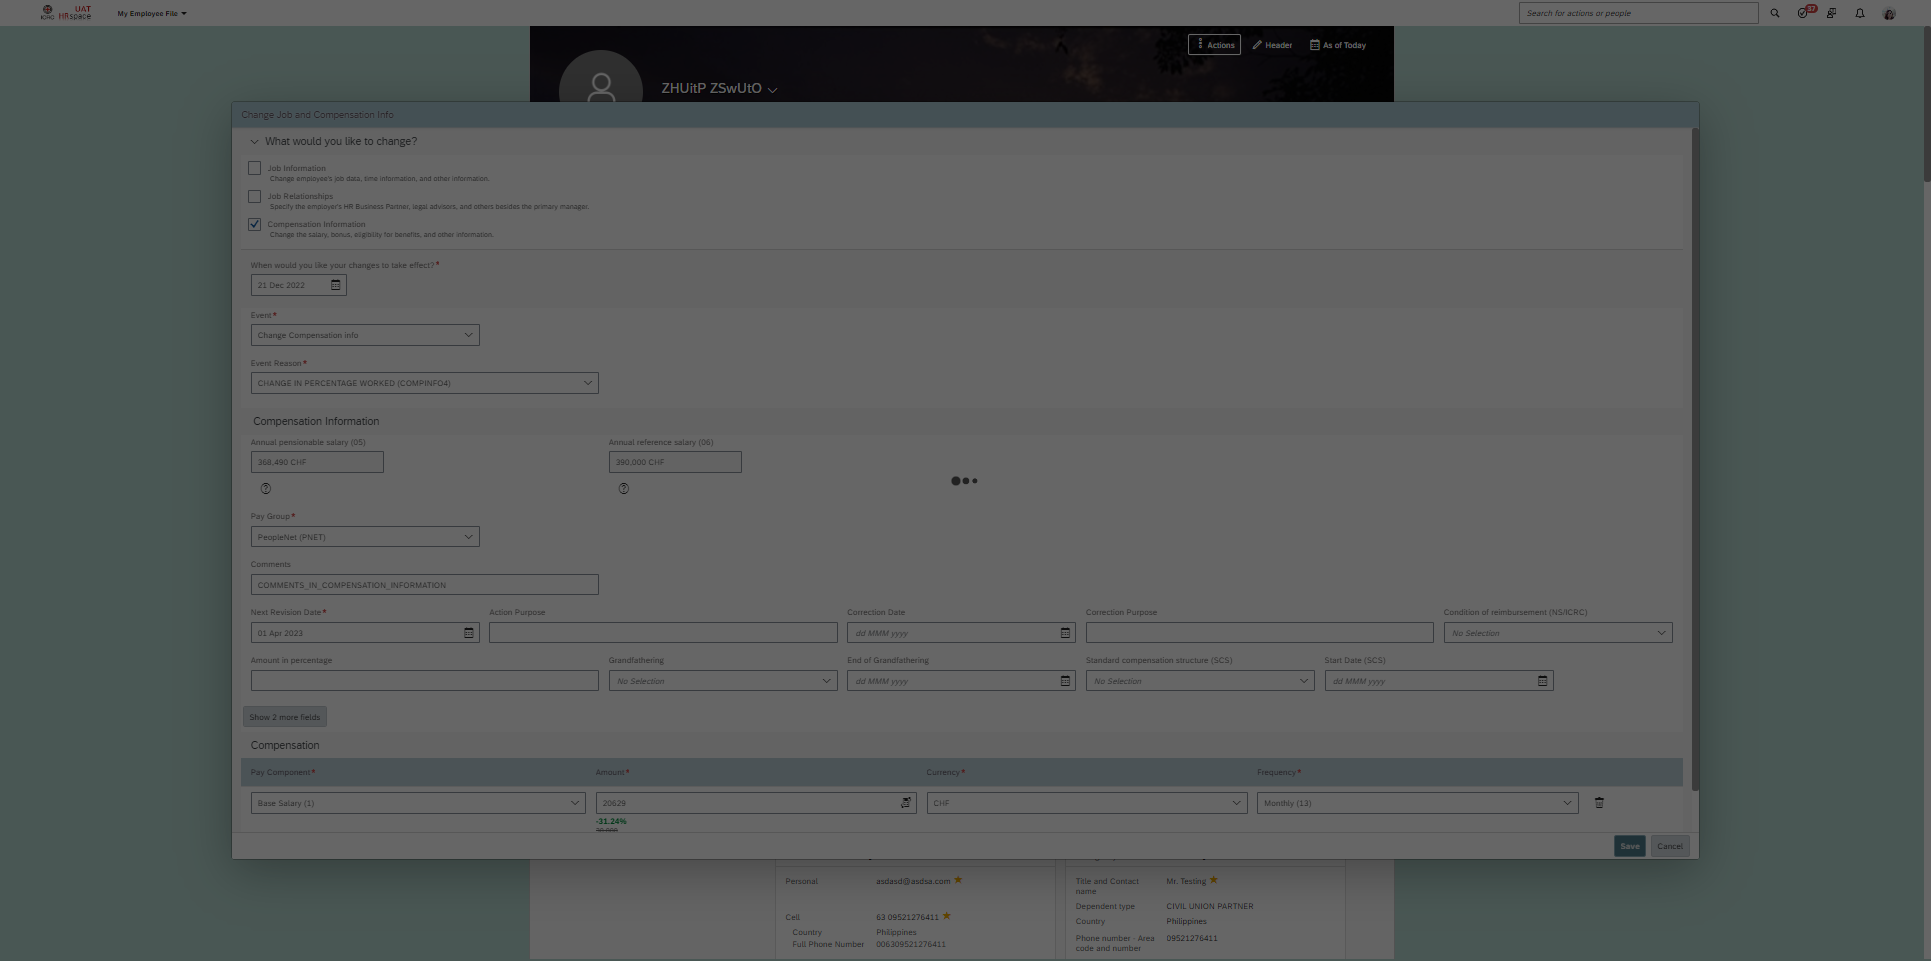 ICRC UAT HRspace
My Employee File
Search for actions or people
37
Actions
Header
As of Today
ZHUitP ZSwUtO
Change Job and Compensation Info
What would you like to change?
Job Information
Change employee's job data, time information, and other information.
Job Relationships
Specify the employer's HR Business Partner, legal advisors, and others besides the primary manager.
Compensation Information
Change the salary, bonus, eligibility for benefits, and other information.
When would you like your changes to take effect?*
21 Dec 2022
Event*
Change Compensation info
Event Reason*
CHANGE IN PERCENTAGE WORKED (COMPINFO4)
Compensation Information
Annual pensionable salary (05) Annual reference salary (06)
368,490 CHF 390,000 CHF
Pay Group*
PeopleNet (PNET)
Comments
COMMENTS_IN_COMPENSATION_INFORMATION
Next Revision Date* Action Purpose Correction Date Correction Purpose Condition of reimbursement (NS/ICRC)
01 Apr 2023 dd MMM yyyy No Selection
Amount in percentage Grandfathering End of Grandfathering Standard compensation structure (SCS) Start Date (SCS)
No Selection dd MMM yyyy No Selection dd MMM yyyy
Show 2 more fields
Compensation
Pay Component* Amount* Currency* Frequency*
Base Salary (1) 20629 CHF Monthly (13)
-31.24%
30,000
Save Cancel
Personal asdasd@asdsa.com
Cell 63 09521276411
Country Philippines
Full Phone Number 006309521276411
Title and Contact name Mr. Testing
Dependent type CIVIL UNION PARTNER
Country Philippines
Phone number - Area code and number 09521276411